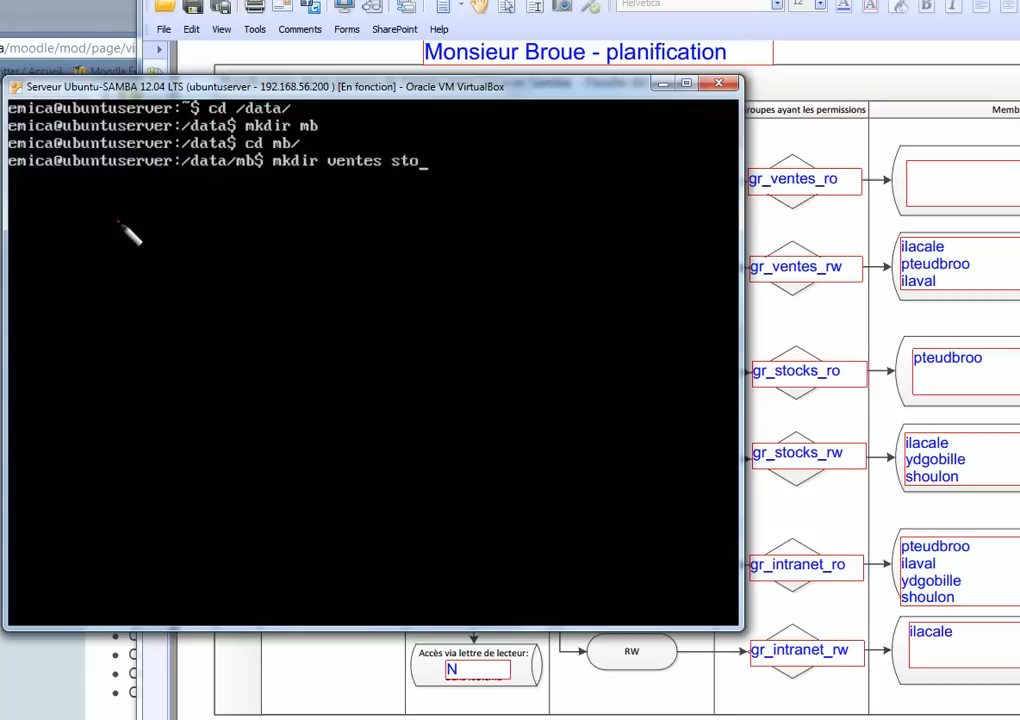 a/moodle/mod/page/vi
Helvetica
12
File Edit View Tools Comments Forms SharePoint Help
Monsieur Broue - planification
Serveur Ubuntu-SAMBA 12.04 LTS (ubuntuserver - 192.168.56.200 ) [En fonction] - Oracle VM VirtualBox
emica@ubuntuserver:~$ cd /data/
emica@ubuntuserver:/data$ mkdir mb
emica@ubuntuserver:/data$ cd mb/
emica@ubuntuserver:/data/mb$ mkdir ventes sto_
roupes ayant les permissions
Memb
gr_ventes_ro
gr_ventes_rw
ilacale
pteudbroo
ilaval
gr_stocks_ro
pteudbroo
gr_stocks_rw
ilacale
ydgobille
shoulon
gr_intranet_ro
pteudbroo
ilaval
ydgobille
shoulon
Accès via lettre de lecteur:
N
RW
gr_intranet_rw
ilacale